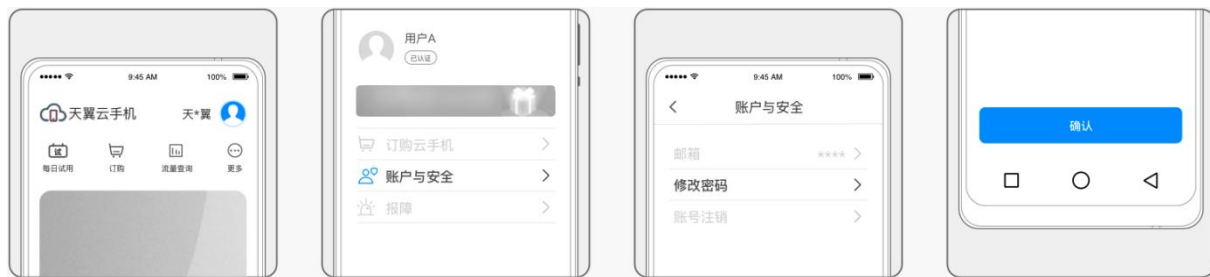 9:45 AM 100%
天翼云手机 天*翼
试
每日试用 订购 流量查询 更多
用户A
已认证
订购云手机
账户与安全
报障
9:45 AM 100%
账户与安全
邮箱 ****
修改密码
账号注销
确认